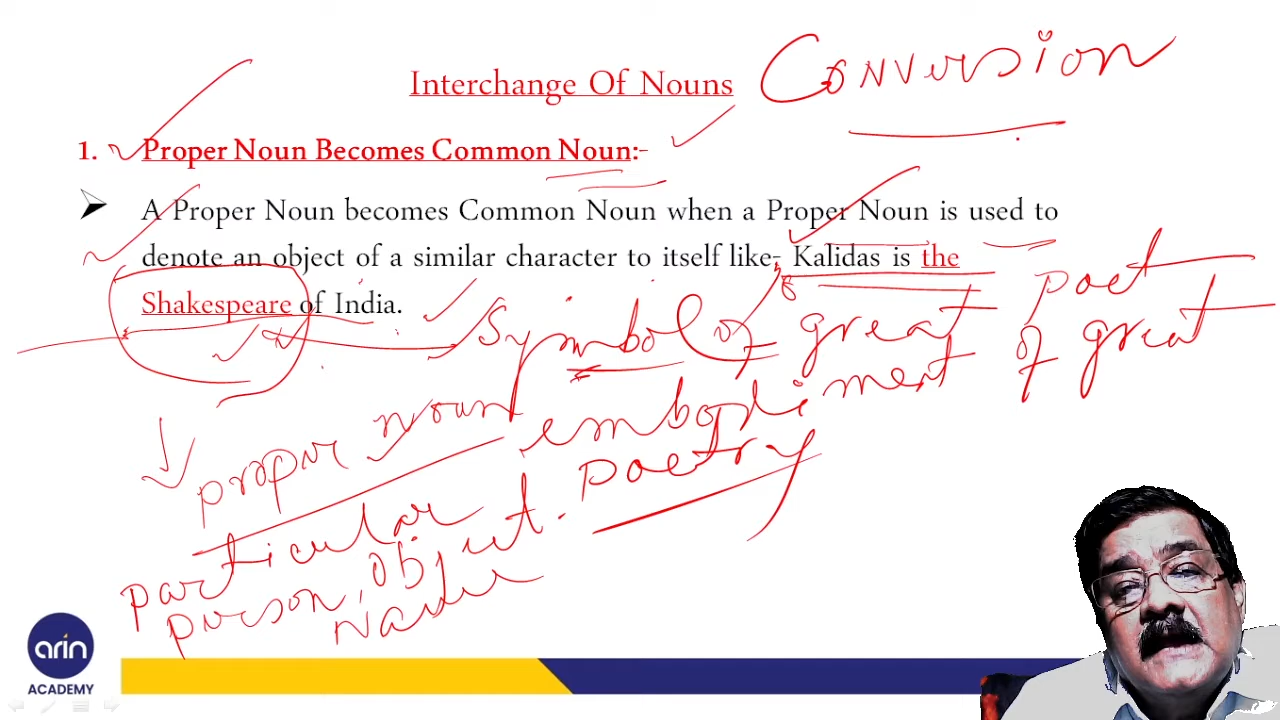 Interchange Of Nouns
Conversion
1. Proper Noun Becomes Common Noun:-
➢ A Proper Noun becomes Common Noun when a Proper Noun is used to
denote an object of a similar character to itself like- Kalidas is the
Shakespeare of India.
Symbol of great poet
embodiment of great
poetry
proper noun
particular
person, object.
arin
ACADEMY